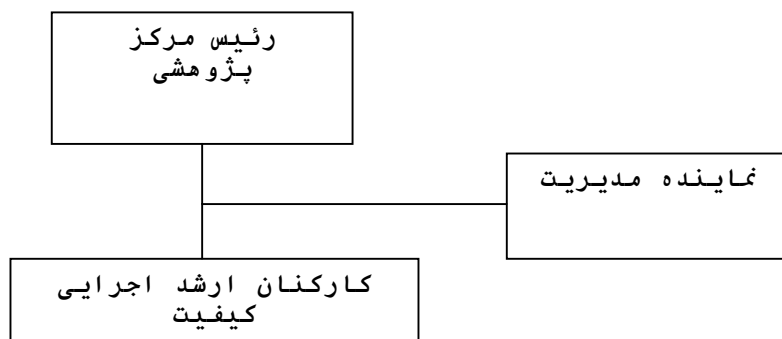 رئیس مرکز
پژوهشی
نماینده مدیریت
کارکنان ارشد اجرایی
کیفیت